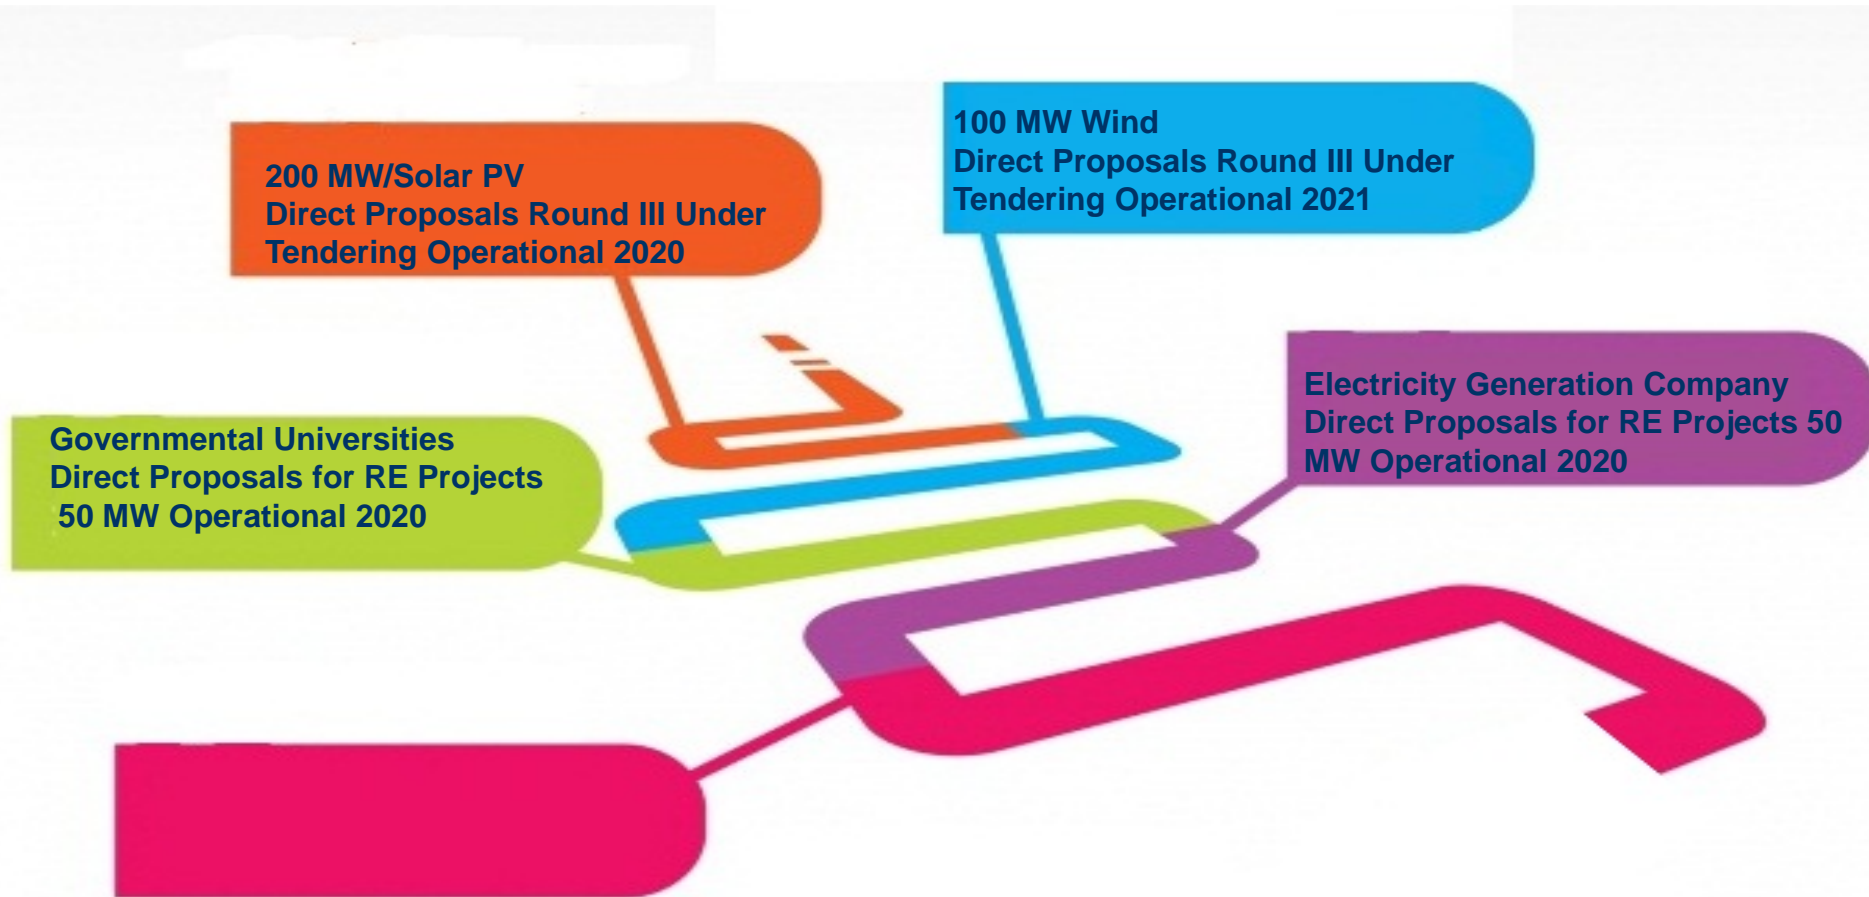 200 MW/Solar PV
Direct Proposals Round III Under
Tendering Operational 2020
100 MW Wind
Direct Proposals Round III Under
Tendering Operational 2021
Governmental Universities
Direct Proposals for RE Projects
50 MW Operational 2020
Electricity Generation Company
Direct Proposals for RE Projects 50
MW Operational 2020